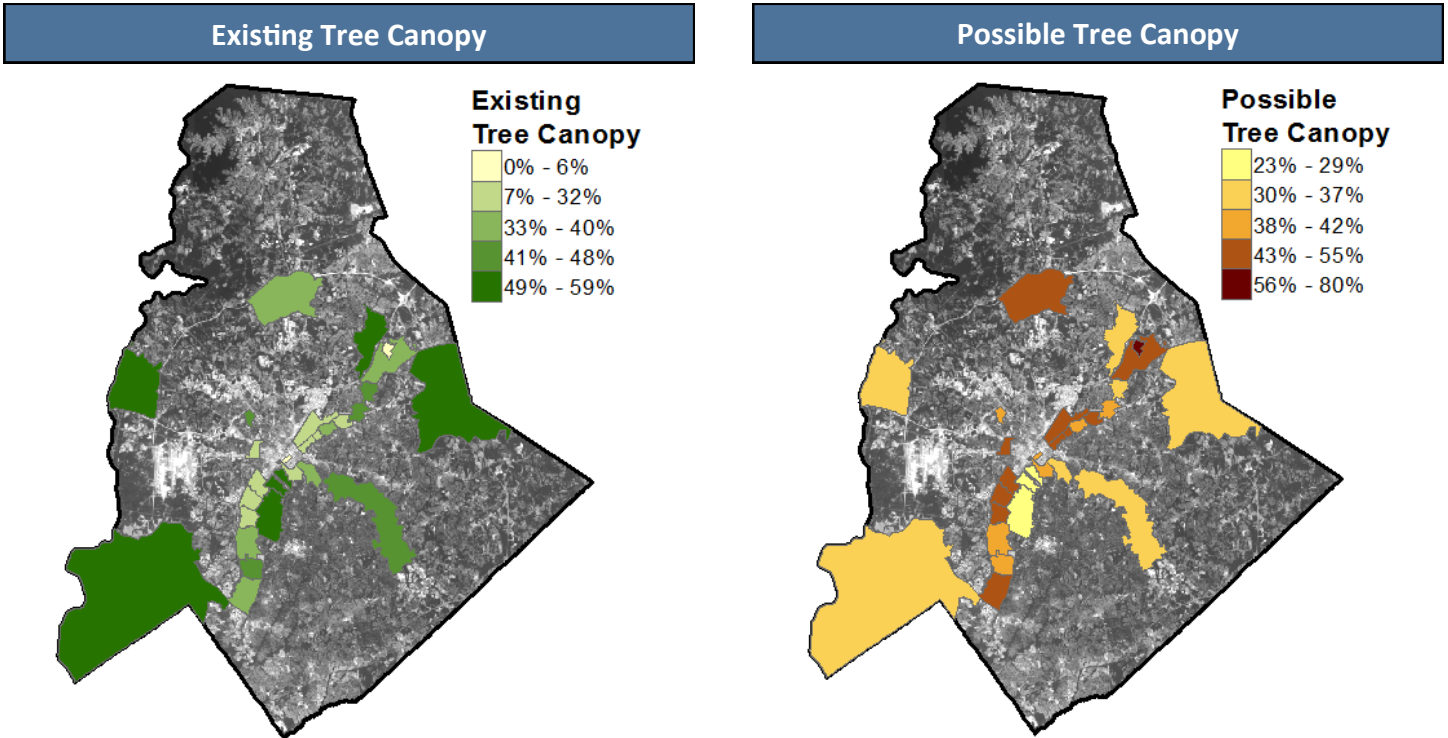 Existing Tree Canopy
Existing
Tree Canopy
0% - 6%
7% - 32%
33% - 40%
41% - 48%
49% - 59%
Possible Tree Canopy
Possible
Tree Canopy
23% - 29%
30% - 37%
38% - 42%
43% - 55%
56% - 80%